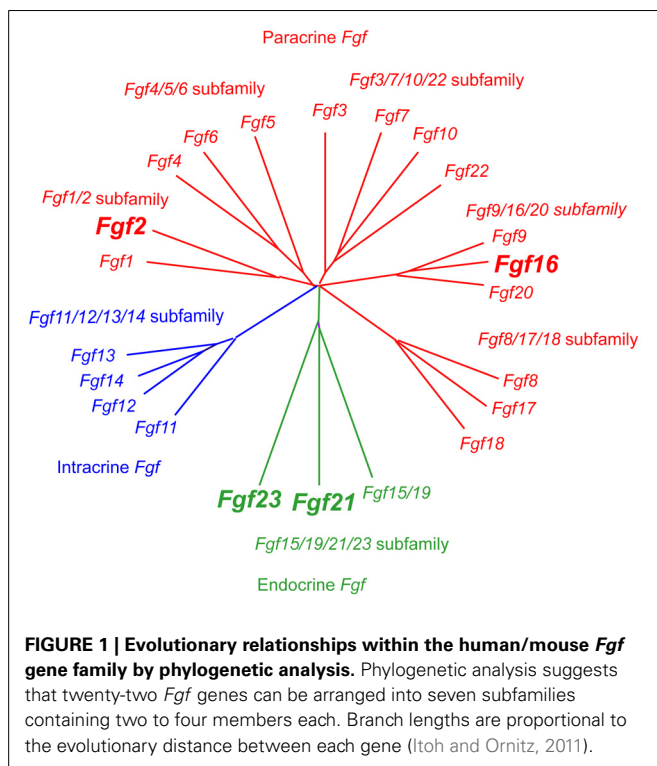 Paracrine Fgf
Fgf4/5/6 subfamily
Fgf3/7/10/22 subfamily
Fgf3
Fgf5
Fgf7
Fgf6
Fgf10
Fgf4
Fgf22
Fgf1/2 subfamily
Fgf9/16/20 subfamily
Fgf2
Fgf9
Fgf1
Fgf16
Fgf20
Fgf11/12/13/14 subfamily
Fgf8/17/18 subfamily
Fgf13
Fgf14
Fgf8
Fgf12
Fgf17
Fgf11
Fgf18
Intracrine Fgf
Fgf23
Fgf21
Fgf15/19
Fgf15/19/21/23 subfamily
Endocrine Fgf
FIGURE 1 | Evolutionary relationships within the human/mouse Fgf
gene family by phylogenetic analysis. Phylogenetic analysis suggests
that twenty-two Fgf genes can be arranged into seven subfamilies
containing two to four members each. Branch lengths are proportional to
the evolutionary distance between each gene (Itoh and Ornitz, 2011).